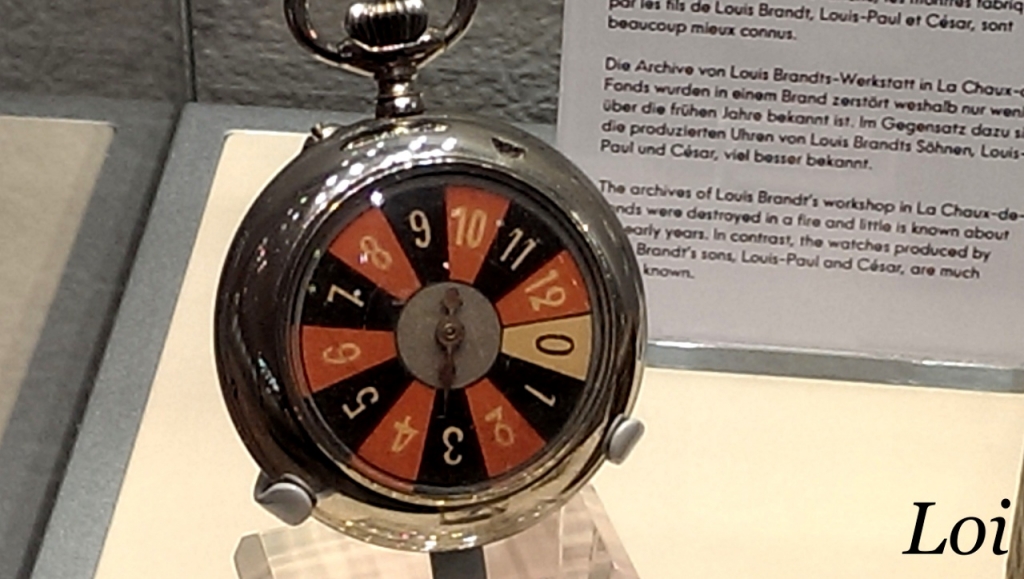 par les fils de Louis Brandt, Louis-Paul et César, sont
beaucoup mieux connus.
Die Archive von Louis Brandts-Werkstatt in La Chaux-d
Fonds wurden in einem Brand zerstört weshalb nur weni
über die frühen Jahre bekannt ist. Im Gegensatz dazu s
die produzierten Uhren von Louis Brandts Söhnen, Louis-
Paul und César, viel besser bekannt.
The archives of Louis Brandt's workshop in La Chaux-de-
nds were destroyed in a fire and little is known about
early years. In contrast, the watches produced by
Brandt's sons, Louis-Paul and César, are much
known.
9
10
11
12
0
1
2
3
4
5
6
7
8
Loi